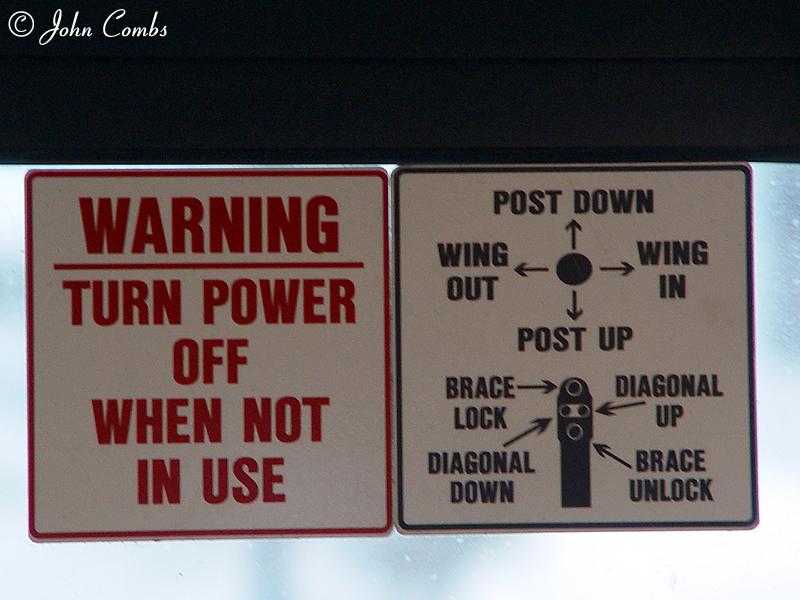 © John Combs
WARNING
TURN POWER
OFF
WHEN NOT
IN USE
POST DOWN
WING
OUT
WING
IN
POST UP
BRACE
LOCK
DIAGONAL
UP
DIAGONAL
DOWN
BRACE
UNLOCK